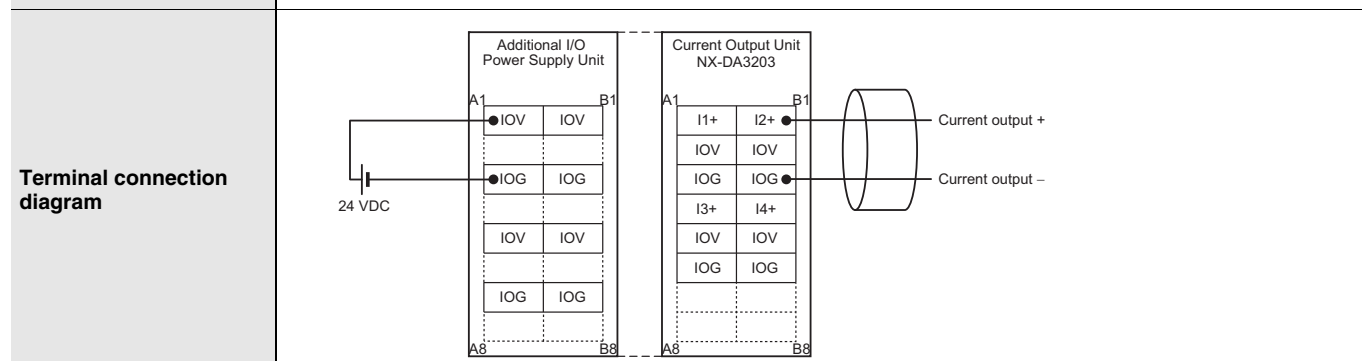 Terminal connection
diagram
24 VDC
Additional I/O
Power Supply Unit
A1 B1
IOV IOV
IOG IOG
IOV IOV
IOG IOG
A8 B8
Current Output Unit
NX-DA3203
A1 B1
I1+ I2+
IOV IOV
IOG IOG
I3+ I4+
IOV IOV
IOG IOG
A8 B8
Current output +
Current output –